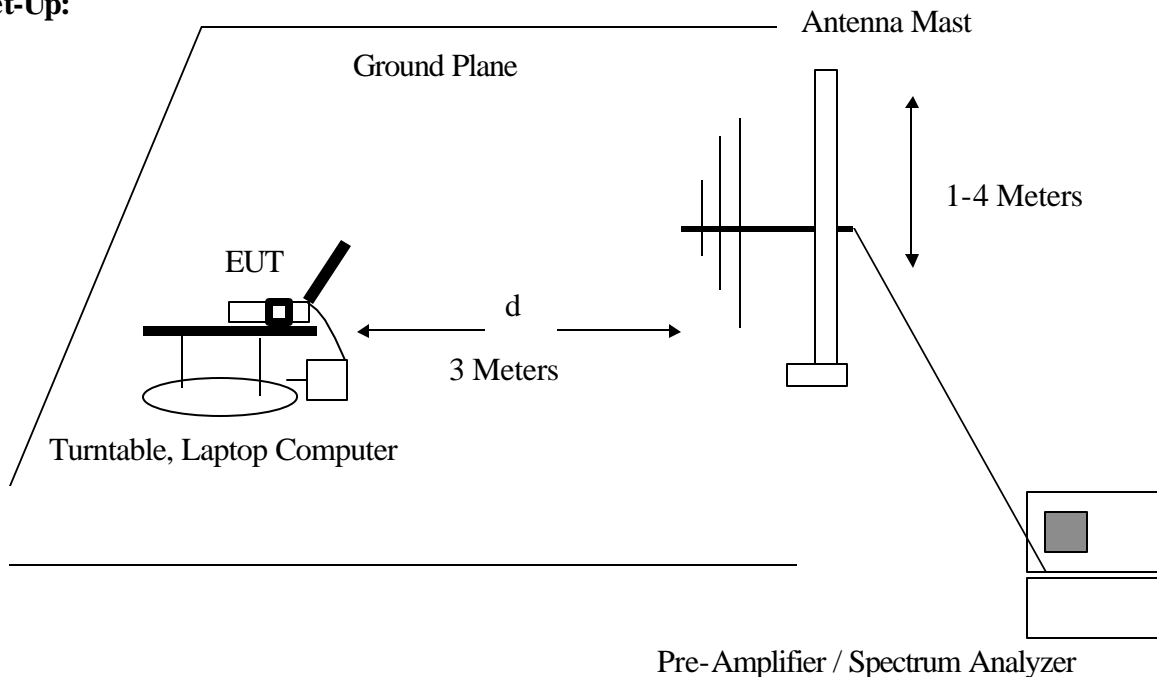 et-Up:
Antenna Mast
Ground Plane
1-4 Meters
EUT
d
3 Meters
Turntable, Laptop Computer
Pre-Amplifier / Spectrum Analyzer